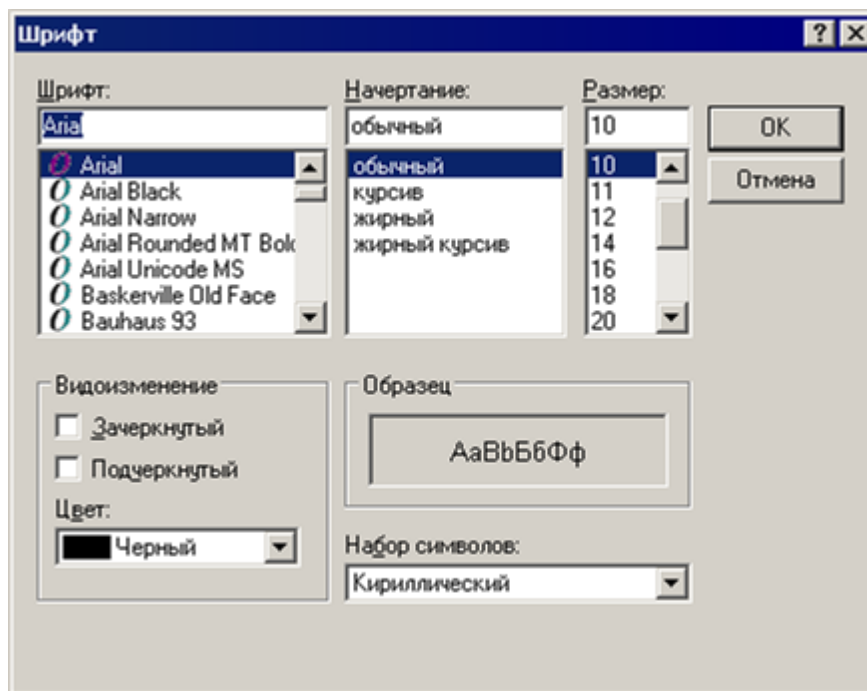 Шрифт
Шрифт:
Arial
Arial
Arial Black
Arial Narrow
Arial Rounded MT Bolc
Arial Unicode MS
Baskerville Old Face
Bauhaus 93
Начертание:
обычный
обычный
курсив
жирный
жирный курсив
Размер:
10
10
11
12
14
16
18
20
OK
Отмена
Видоизменение
Зачеркнутый
Подчеркнутый
Цвет:
Черный
Образец
АаВbБбФф
Набор символов:
Кириллический